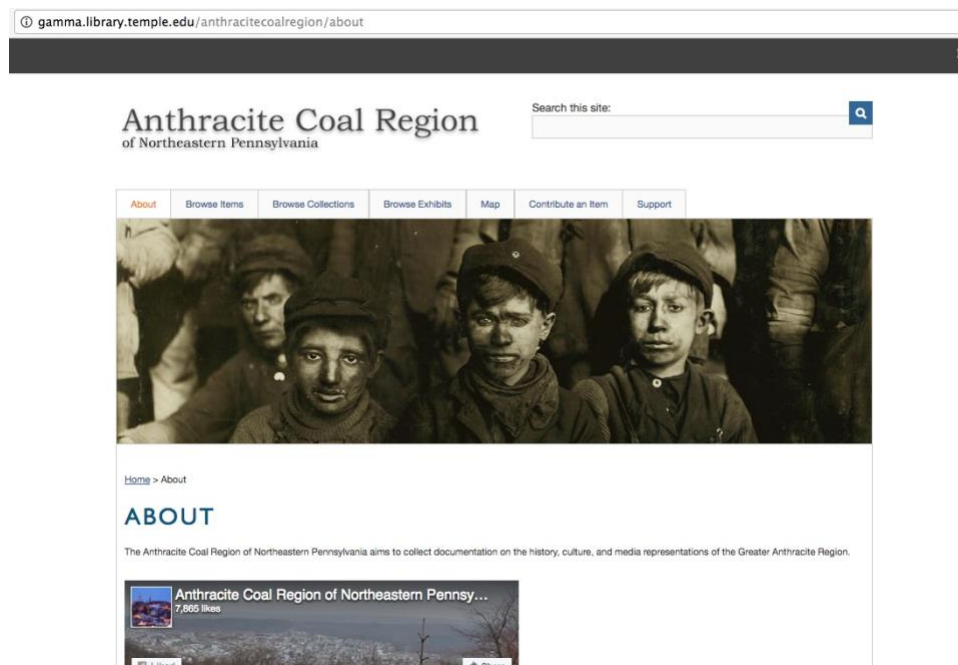 gamma.library.temple.edu/anthracitecoalregion/about
Anthracite Coal Region
of Northeastern Pennsylvania
Search this site:
About Browse Items Browse Collections Browse Exhibits Map Contribute an Item Support
Home > About
ABOUT
The Anthracite Coal Region of Northeastern Pennsylvania aims to collect documentation on the history, culture, and media representations of the Greater Anthracite Region.
Anthracite Coal Region of Northeastern Pennsy...
7,865 likes